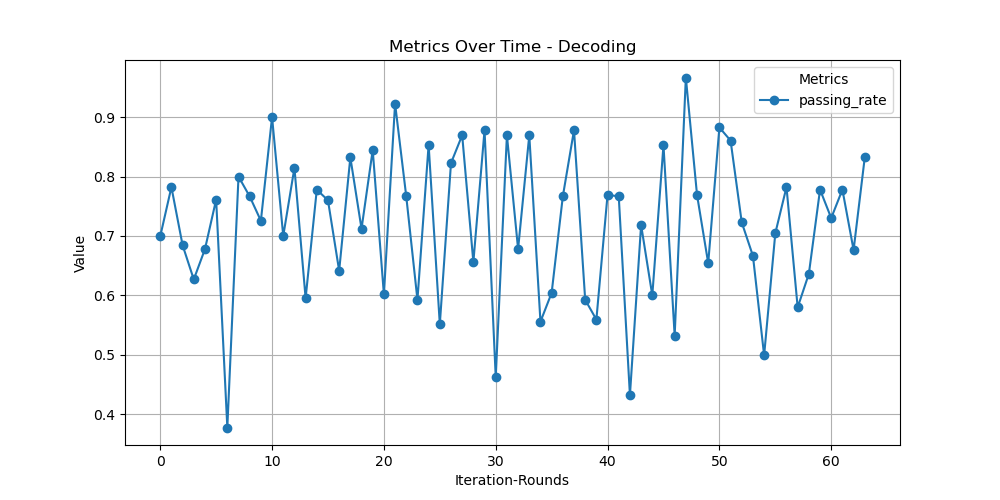 Metrics Over Time - Decoding
Metrics
passing_rate
Value
0.9
0.8
0.7
0.6
0.5
0.4
0 10 20 30 40 50 60
Iteration-Rounds